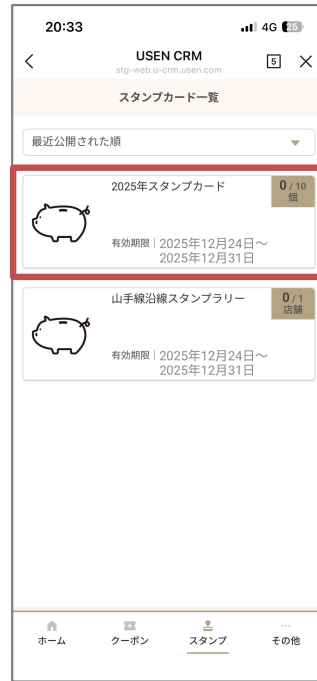 20:33
4G 25
USEN CRM
5
stg-web.u-crm.usen.com
スタンプカード一覧
最近公開された順
2025年スタンプカード
0 / 10
個
有効期限 2025年12月24日～
2025年12月31日
山手線沿線スタンプラリー
0 / 1
店舗
有効期限 2025年12月24日～
2025年12月31日
ホーム
クーポン
スタンプ
その他